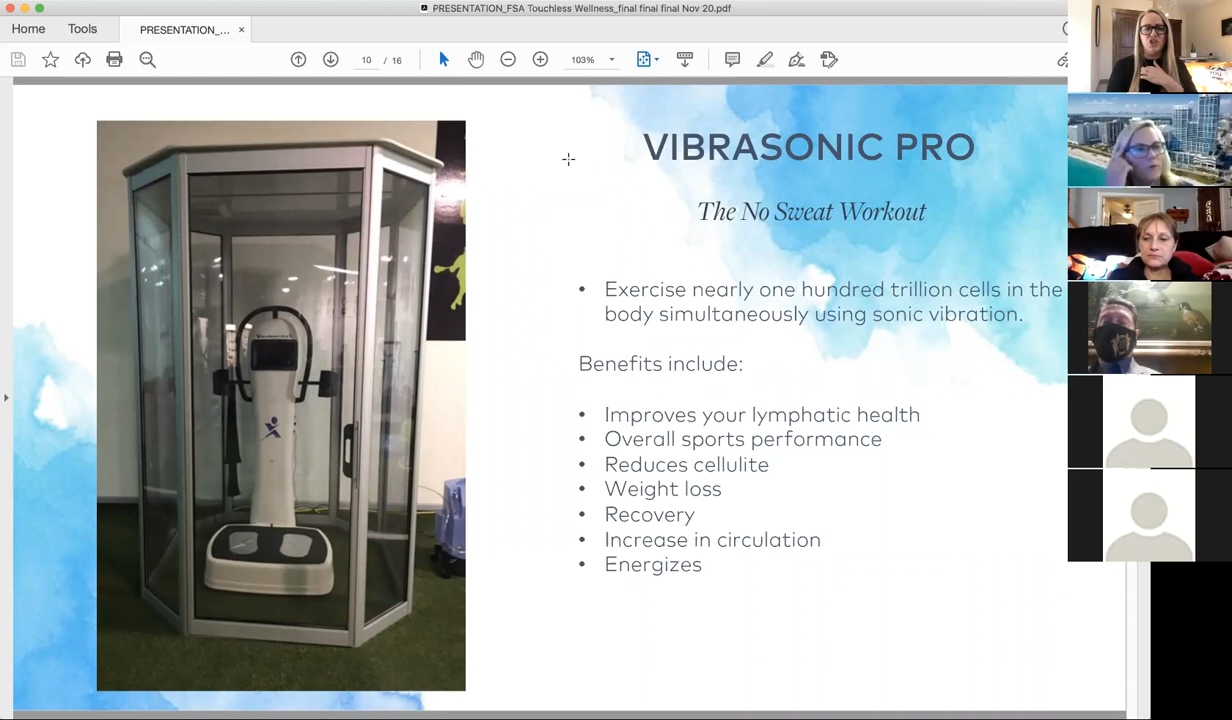 PRESENTATION_FSA Touchless Wellness_final final final Nov 20.pdf
Home
Tools
PRESENTATION_...
10 / 16
103%
VIBRASONIC PRO
The No Sweat Workout
• Exercise nearly one hundred trillion cells in the
body simultaneously using sonic vibration.
Benefits include:
• Improves your lymphatic health
• Overall sports performance
• Reduces cellulite
• Weight loss
• Recovery
• Increase in circulation
• Energizes